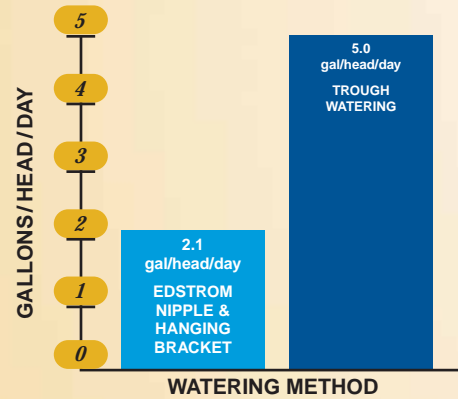 GALLONS/HEAD/DAY
5
4
3
2
1
0
2.1
gal/head/day
EDSTROM
NIPPLE &
HANGING
BRACKET
5.0
gal/head/day
TROUGH
WATERING
WATERING METHOD